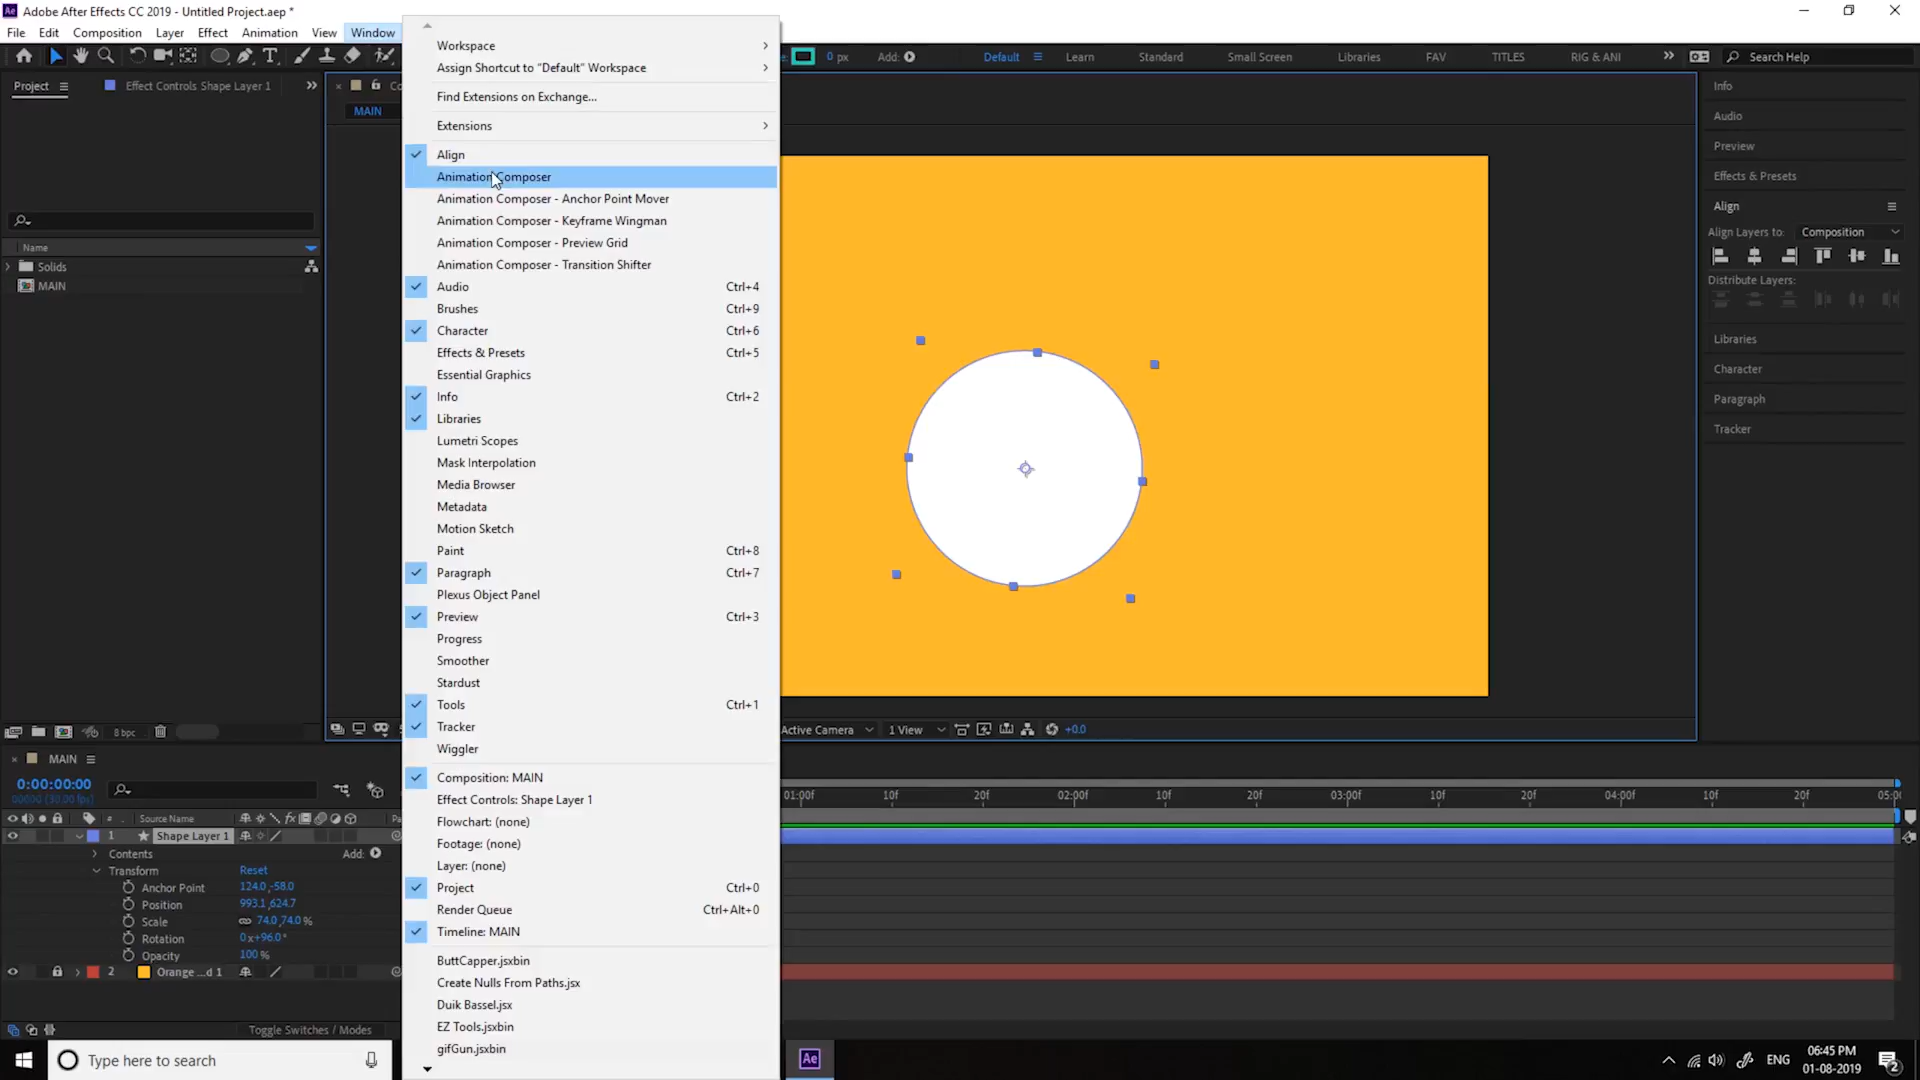 Ae Adobe After Effects CC 2019 - Untitled Project.aep *
File Edit Composition Layer Effect Animation View Window
0 px Add:
Default Learn Standard Small Screen Libraries FAV TITLES RIG & ANI Search Help
Project Effect Controls Shape Layer 1
MAIN
Name
Solids
MAIN
8 bpc
Workspace
Assign Shortcut to "Default" Workspace
Find Extensions on Exchange...
Extensions
Align
Animation Composer
Animation Composer - Anchor Point Mover
Animation Composer - Keyframe Wingman
Animation Composer - Preview Grid
Animation Composer - Transition Shifter
Audio Ctrl+4
Brushes Ctrl+9
Character Ctrl+6
Effects & Presets Ctrl+5
Essential Graphics
Info Ctrl+2
Libraries
Lumetri Scopes
Mask Interpolation
Media Browser
Metadata
Motion Sketch
Paint Ctrl+8
Paragraph Ctrl+7
Plexus Object Panel
Preview Ctrl+3
Progress
Smoother
Stardust
Tools Ctrl+1
Tracker
Wiggler
Composition: MAIN
Effect Controls: Shape Layer 1
Flowchart: (none)
Footage: (none)
Layer: (none)
Project Ctrl+0
Render Queue Ctrl+Alt+0
Timeline: MAIN
ButtCapper.jsxbin
Create Nulls From Paths.jsx
Duik Bassel.jsx
EZ Tools.jsxbin
gifGun.jsxbin
Info
Audio
Preview
Effects & Presets
Align
Align Layers to: Composition
Distribute Layers:
Libraries
Character
Paragraph
Tracker
Active Camera 1 View +0.0
MAIN
0:00:00:00
00000 (30.00 fps)
# Source Name fx
01:00f 10f 20f 02:00f 10f 20f 03:00f 10f 20f 04:00f 10f 20f
1 Shape Layer 1
Contents Add:
Transform Reset
Anchor Point 124.0,-58.0
Position 993.1,624.7
Scale 74.0,74.0 %
Rotation 0x+96.0°
Opacity 100 %
2 Orange ...d 1
Toggle Switches / Modes
Type here to search
Ae
ENG
06:45 PM
01-08-2019
2